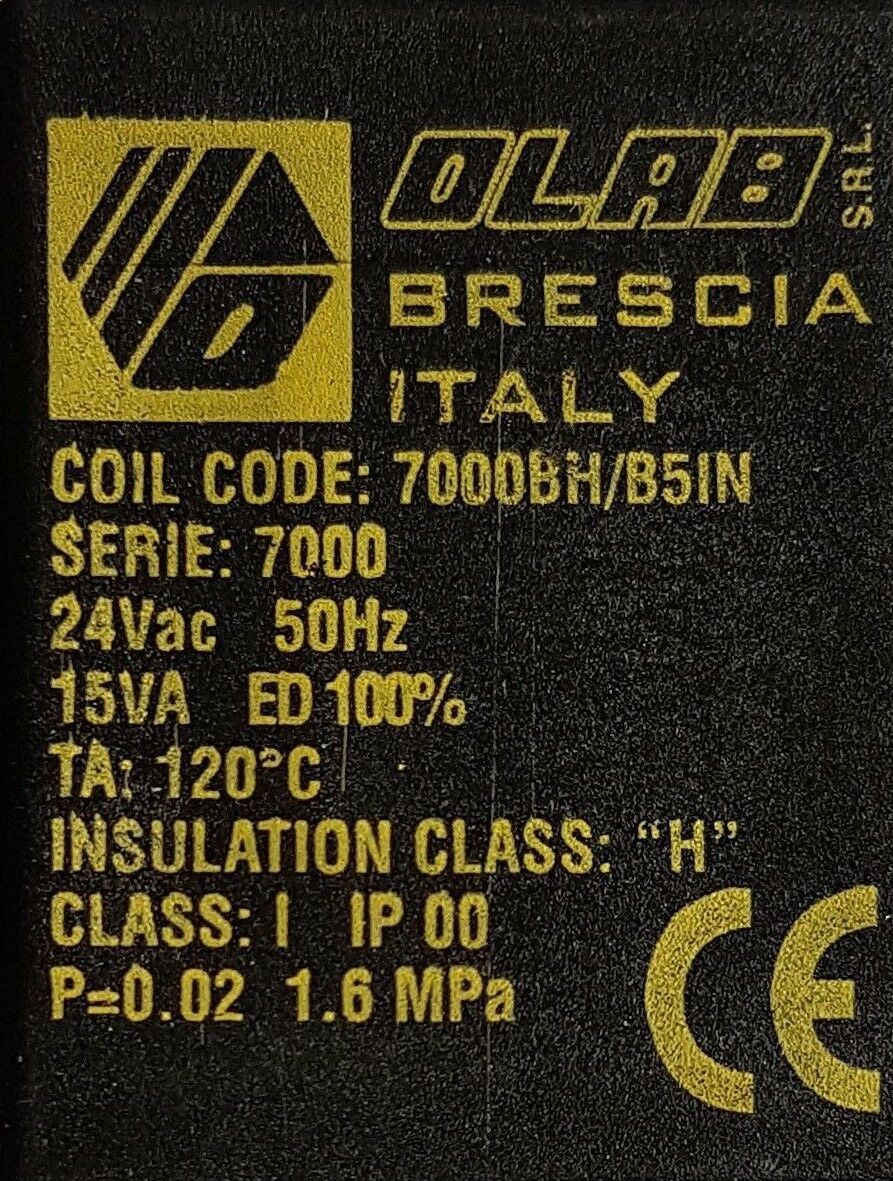 OLAB S.R.L.
BRESCIA
ITALY
COIL CODE: 7000BH/B5IN
SERIE: 7000
24Vac 50Hz
15VA ED 100%
TA: 120°C
INSULATION CLASS: “H”
CLASS: I IP 00
P=0.02 1.6 MPa
CE